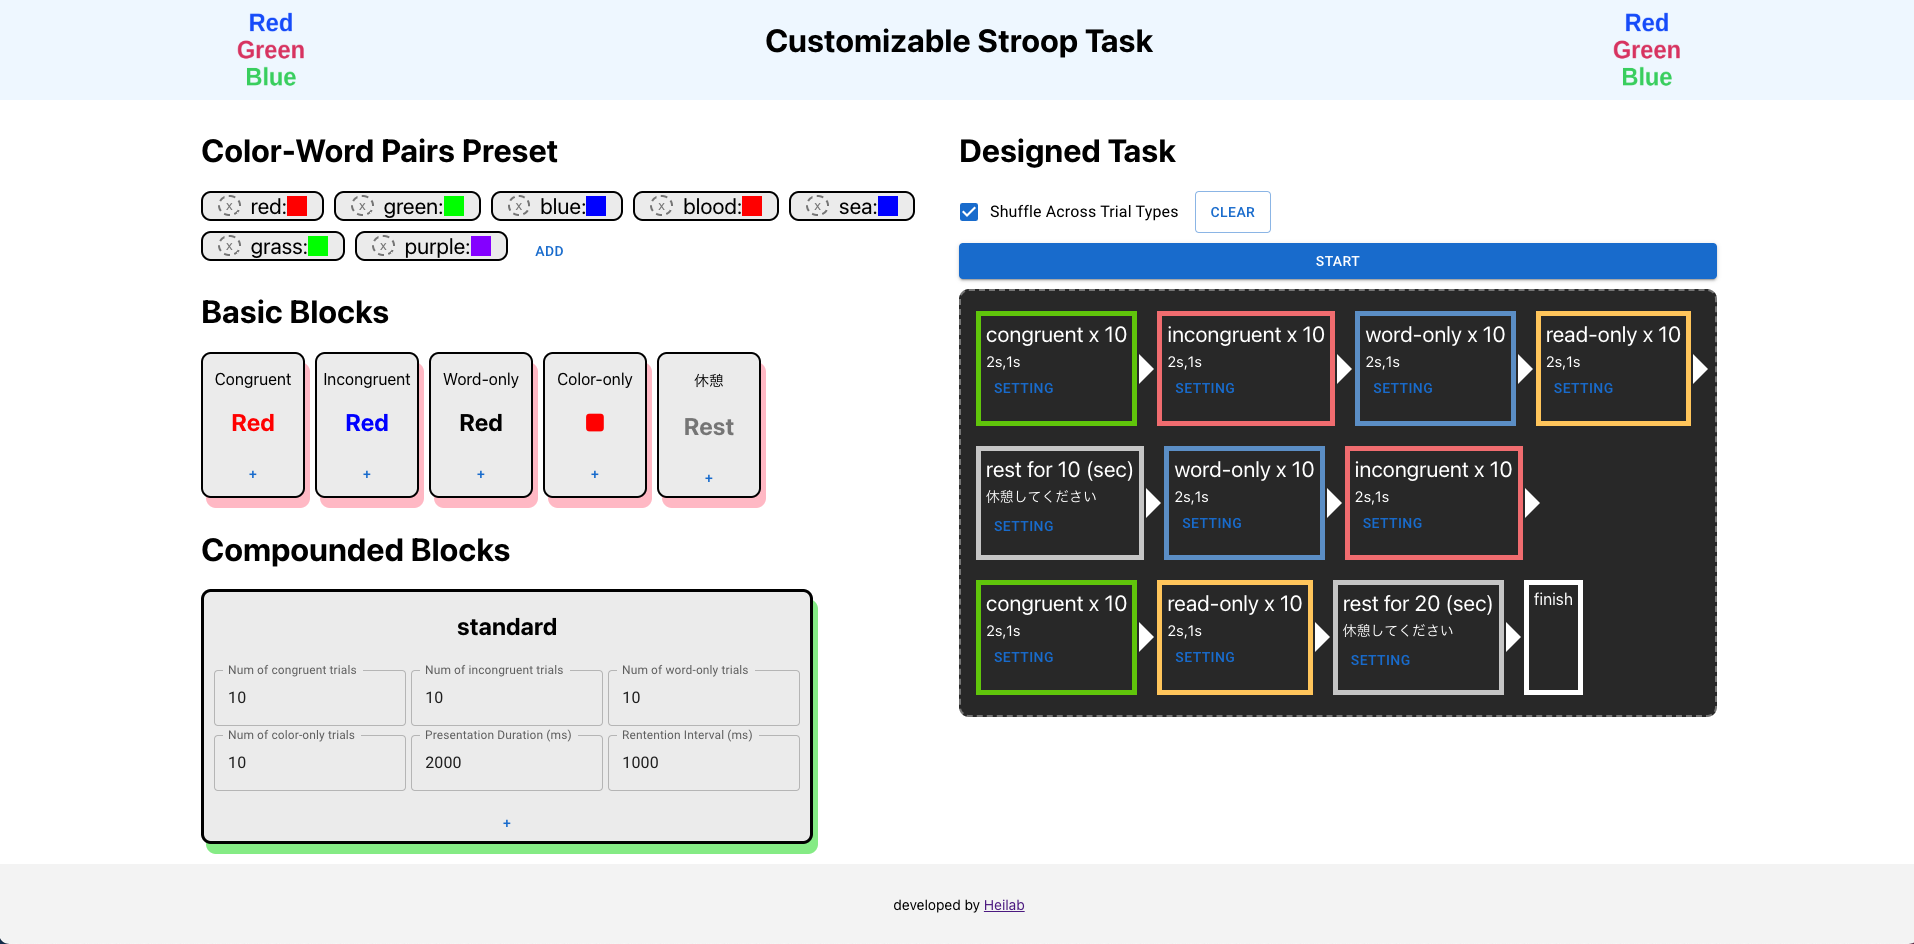 Red
Green
Blue
Customizable Stroop Task
Red
Green
Blue
Color-Word Pairs Preset
x red:
x green:
x blue:
x blood:
x sea:
x grass:
x purple:
ADD
Basic Blocks
Congruent
Red
+
Incongruent
Red
+
Word-only
Red
+
Color-only
+
休憩
Rest
+
Compounded Blocks
standard
Num of congruent trials
10
Num of incongruent trials
10
Num of word-only trials
10
Num of color-only trials
10
Presentation Duration (ms)
2000
Rentention Interval (ms)
1000
+
Designed Task
Shuffle Across Trial Types
CLEAR
START
congruent x 10
2s,1s
SETTING
incongruent x 10
2s,1s
SETTING
word-only x 10
2s,1s
SETTING
read-only x 10
2s,1s
SETTING
rest for 10 (sec)
休憩してください
SETTING
word-only x 10
2s,1s
SETTING
incongruent x 10
2s,1s
SETTING
congruent x 10
2s,1s
SETTING
read-only x 10
2s,1s
SETTING
rest for 20 (sec)
休憩してください
SETTING
finish
developed by Heilab